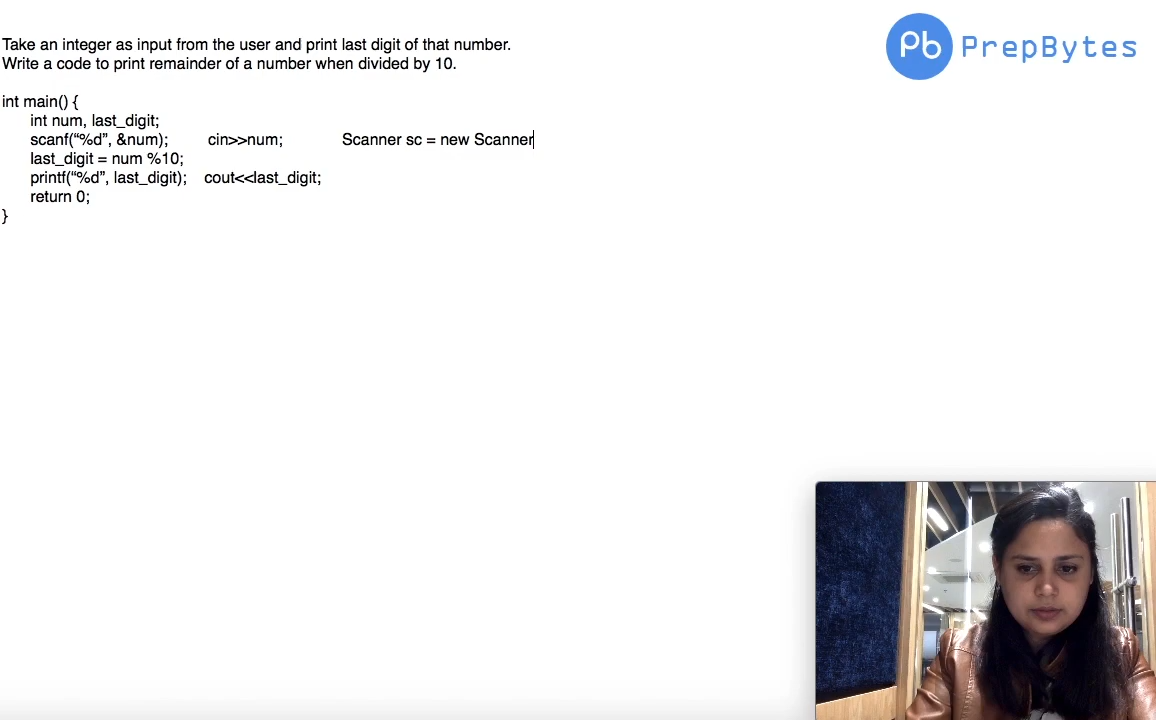 Take an integer as input from the user and print last digit of that number.
Write a code to print remainder of a number when divided by 10.
Pb PrepBytes
int main() {
int num, last_digit;
scanf(“%d”, &num); cin>>num; Scanner sc = new Scanner
last_digit = num %10;
printf(“%d”, last_digit); cout<<last_digit;
return 0;
}